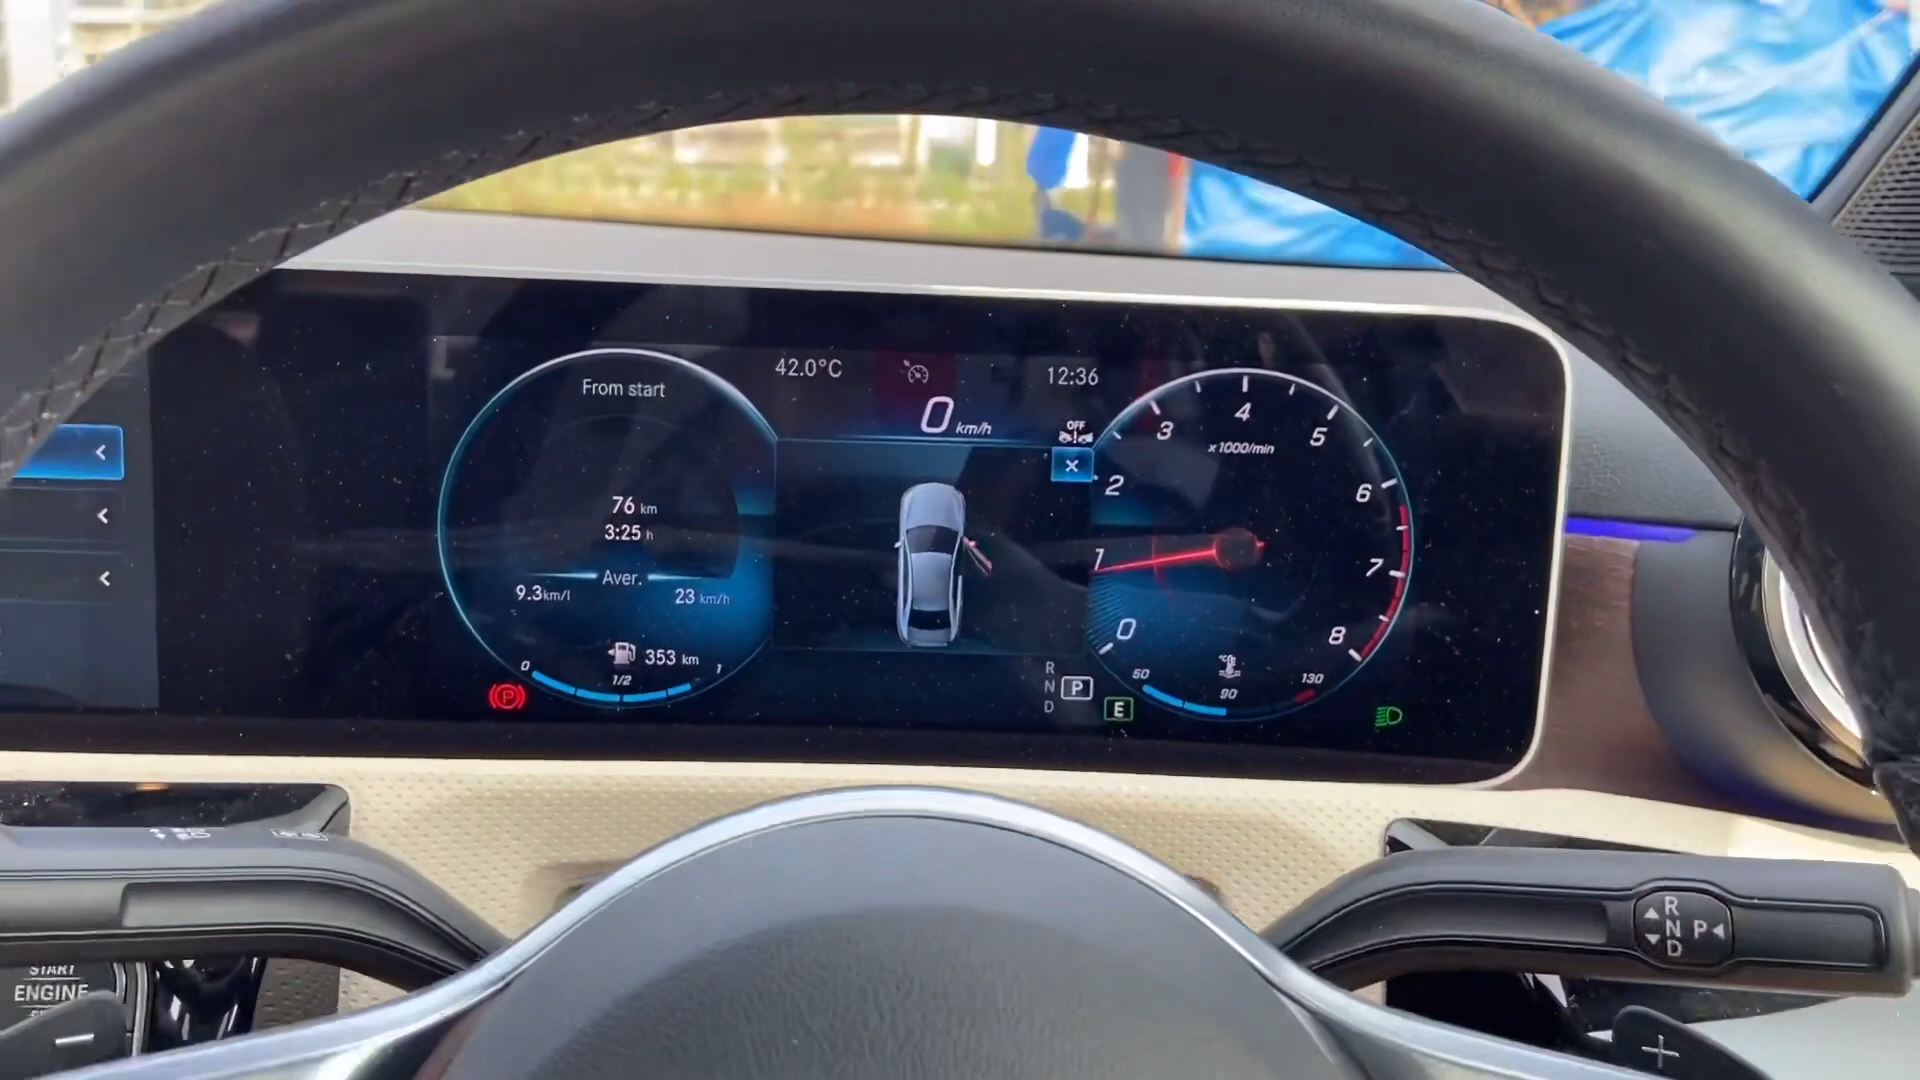 From start
76 km
3:25 h
Aver.
9.3km/l
23 km/h
353 km
0 1/2 1
P
42.0°C
12:36
0 km/h
OFF
×
R
N P
D
E
0 1 2 3 4 5 6 7 8
x1000/min
°C
50 90 130
START
ENGINE
R
N P
D